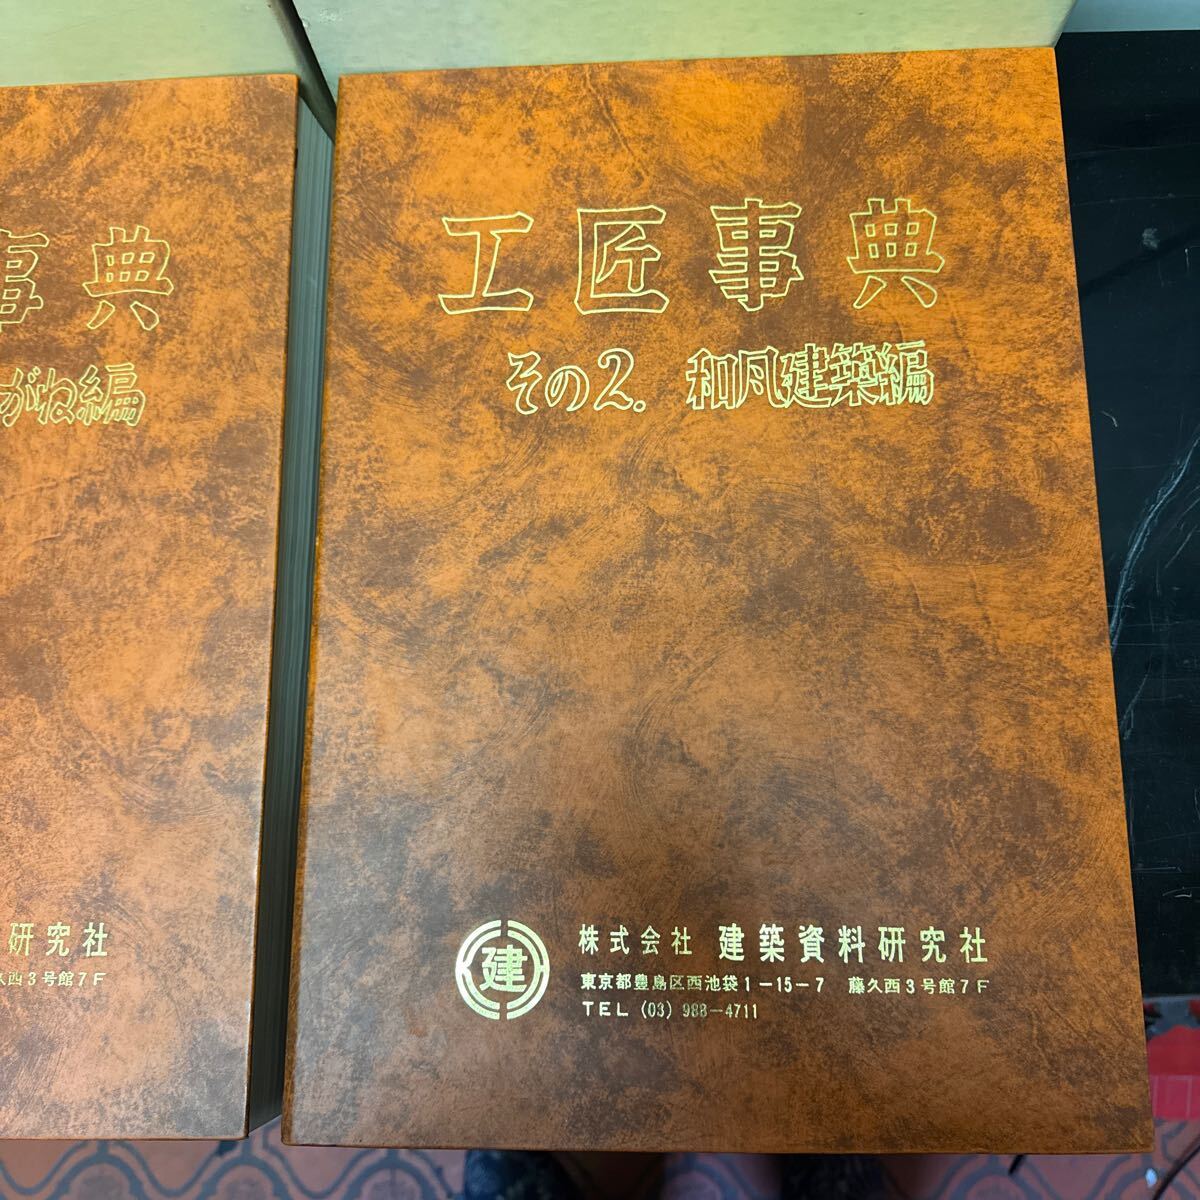 事典
がね編
研究社
久西3号館7F
工匠事典
その2. 和風建築編
建
株式会社 建築資料研究社
東京都豊島区西池袋1-15-7 藤久西3号館7F
TEL (03) 988-4711